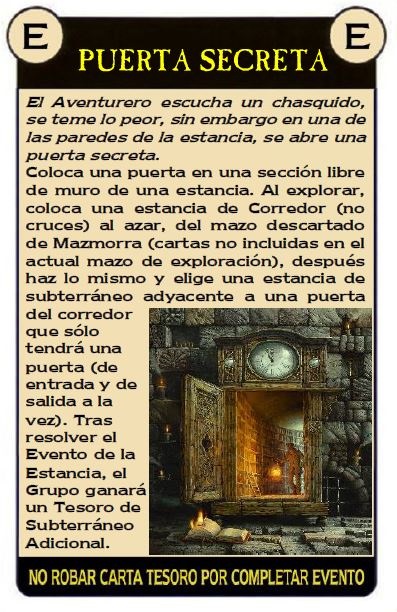 E
E
PUERTA SECRETA
El Aventurero escucha un chasquido,
se teme lo peor, sin embargo en una de
las paredes de la estancia, se abre una
puerta secreta.
Coloca una puerta en una sección libre
de muro de una estancia. Al explorar,
coloca una estancia de Corredor (no
cruces) al azar, del mazo descartado
de Mazmorra (cartas no incluidas en el
actual mazo de exploración), después
haz lo mismo y elige una estancia de
subterráneo adyacente a una puerta
del corredor
que sólo
tendrá una
puerta (de
entrada y de
salida a la
vez). Tras
resolver el
Evento de la
Estancia, el
Grupo ganará
un Tesoro de
Subterráneo
Adicional.
NO ROBAR CARTA TESORO POR COMPLETAR EVENTO